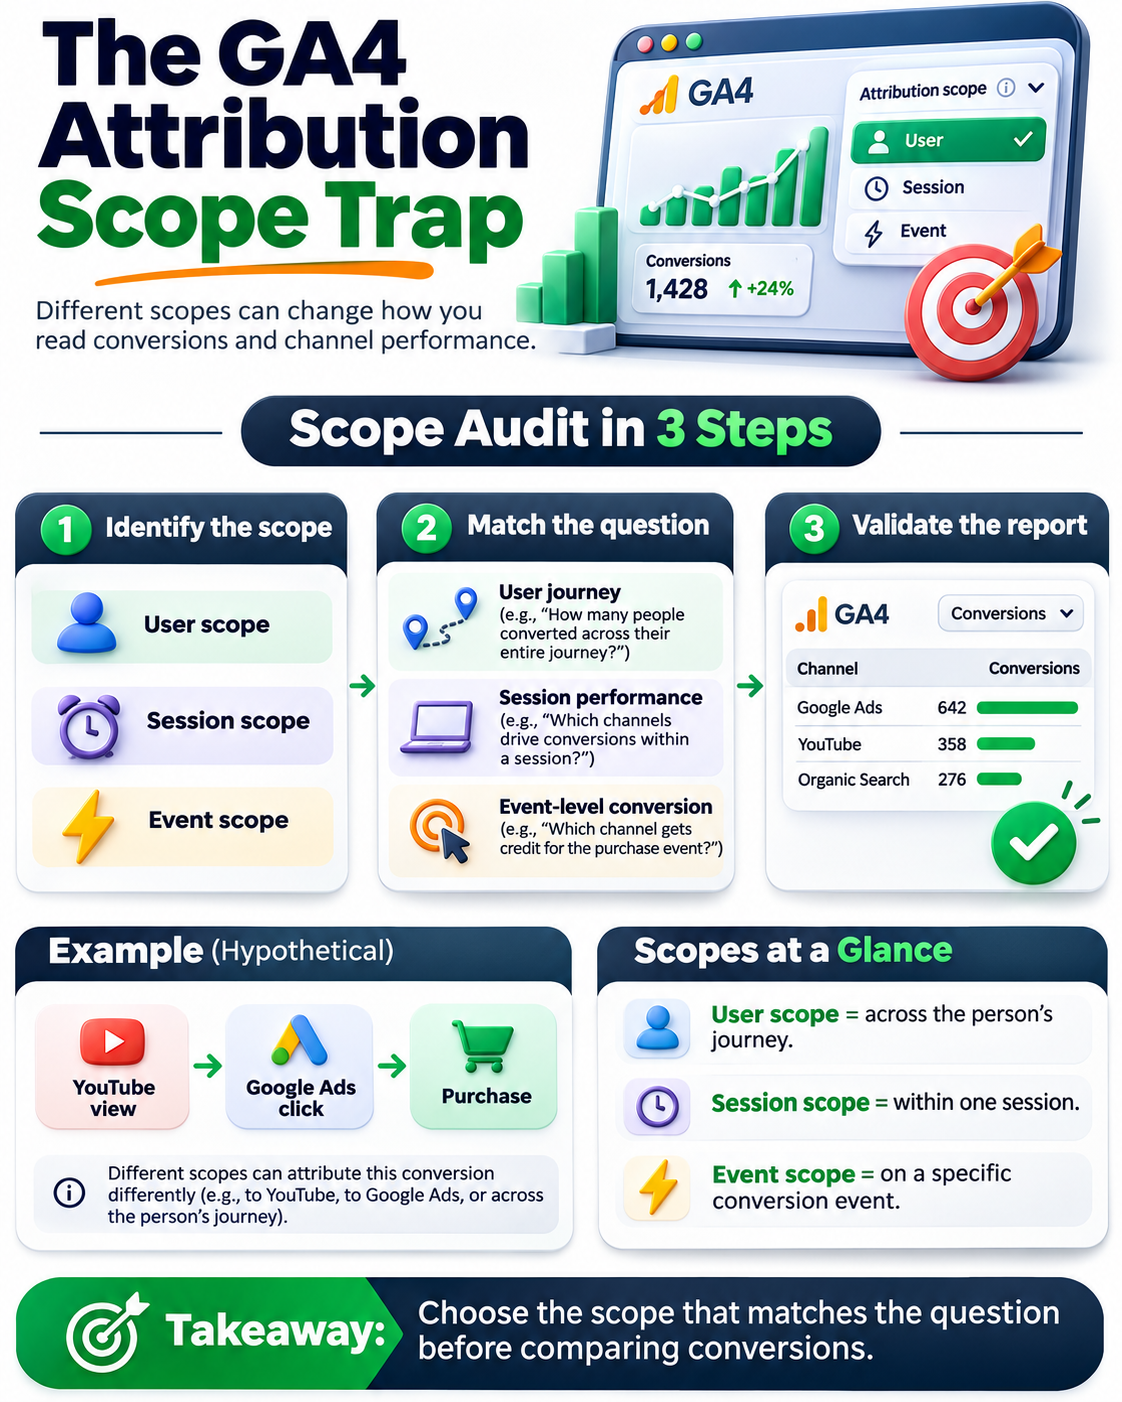 The GA4
Attribution
Scope Trap
Different scopes can change how you
read conversions and channel performance.
GA4
Attribution scope
User
Session
Event
Conversions
1,428 +24%
Scope Audit in 3 Steps
1 Identify the scope
User scope
Session scope
Event scope
2 Match the question
User journey
(e.g., “How many people
converted across their
entire journey?”)
Session performance
(e.g., “Which channels
drive conversions within
a session?”)
Event-level conversion
(e.g., “Which channel gets
credit for the purchase event?”)
3 Validate the report
GA4 Conversions
Channel Conversions
Google Ads 642
YouTube 358
Organic Search 276
Example (Hypothetical)
YouTube
view
Google Ads
click
Purchase
Different scopes can attribute this conversion
differently (e.g., to YouTube, to Google Ads, or across
the person’s journey).
Scopes at a Glance
User scope = across the person’s
journey.
Session scope = within one session.
Event scope = on a specific
conversion event.
Takeaway:
Choose the scope that matches the question
before comparing conversions.